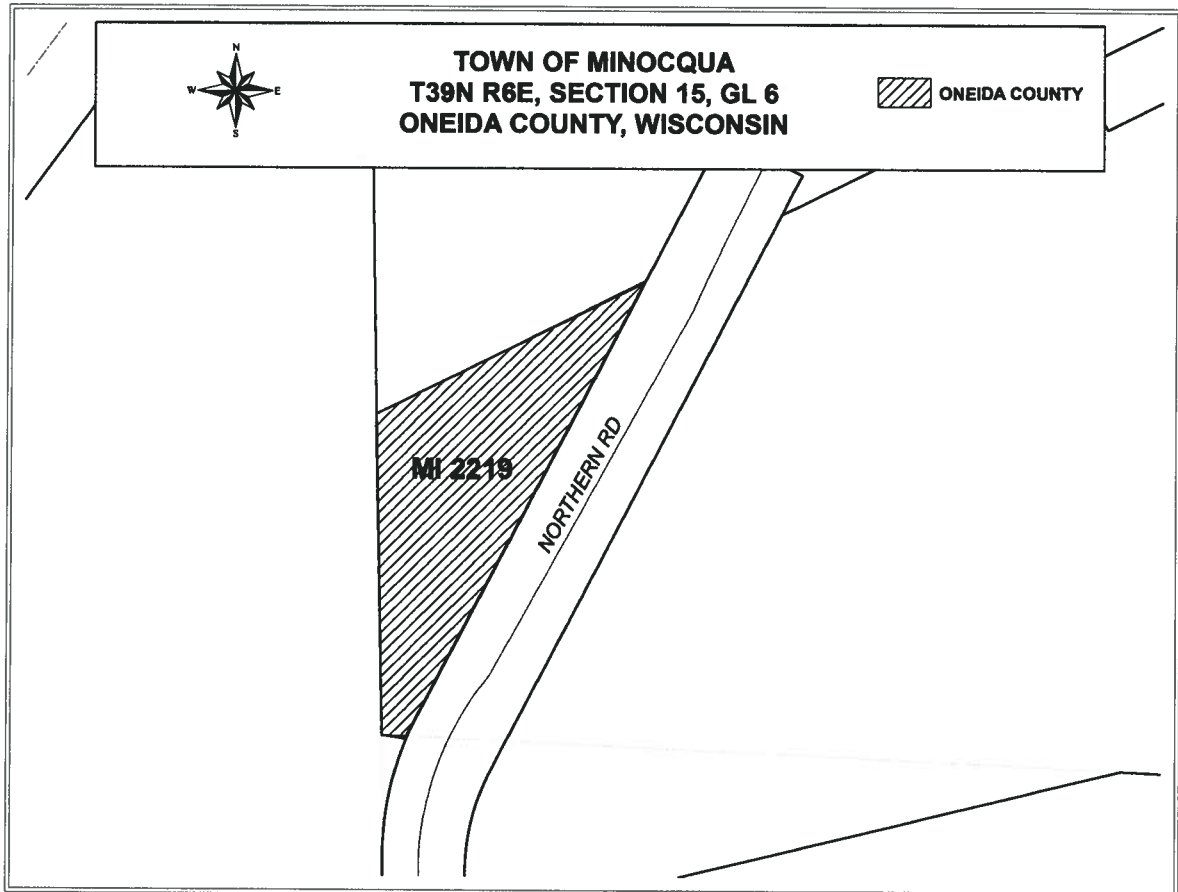 N
W E
S
TOWN OF MINOCQUA
T39N R6E, SECTION 15, GL 6
ONEIDA COUNTY, WISCONSIN
ONEIDA COUNTY
MI 2219
NORTHERN RD